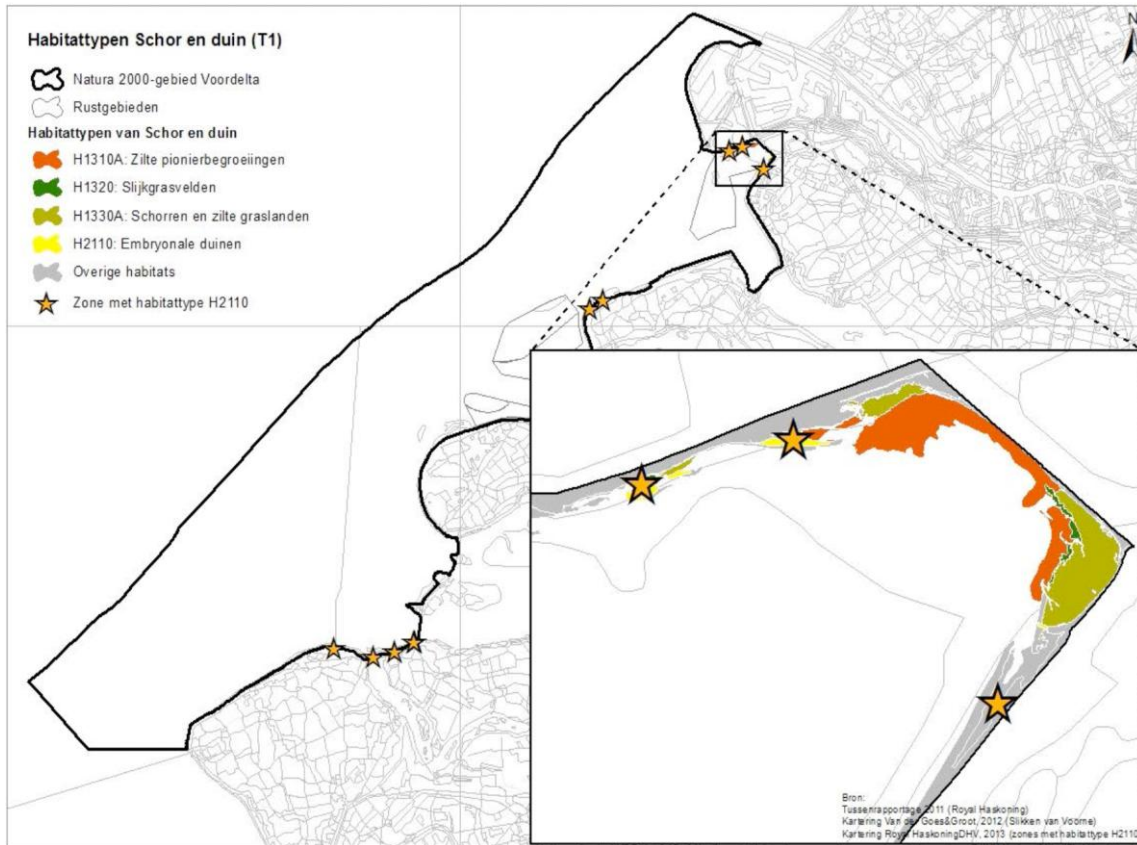 Habitattypen Schor en duin (T1)
Natura 2000-gebied Voordelta
Rustgebieden
Habitattypen van Schor en duin
H1310A: Zilte pionierbegroeiingen
H1320: Slijkgrasvelden
H1330A: Schorren en zilte graslanden
H2110: Embryonale duinen
Overige habitats
Zone met habitattype H2110
N
Bron:
Tussenrapportage 2011 (Royal Haskoning)
Kartering Van der Goes&Groot, 2012 (Slikken van Voorne)
Kartering Royal HaskoningDHV, 2013 (zones met habitattype H2110